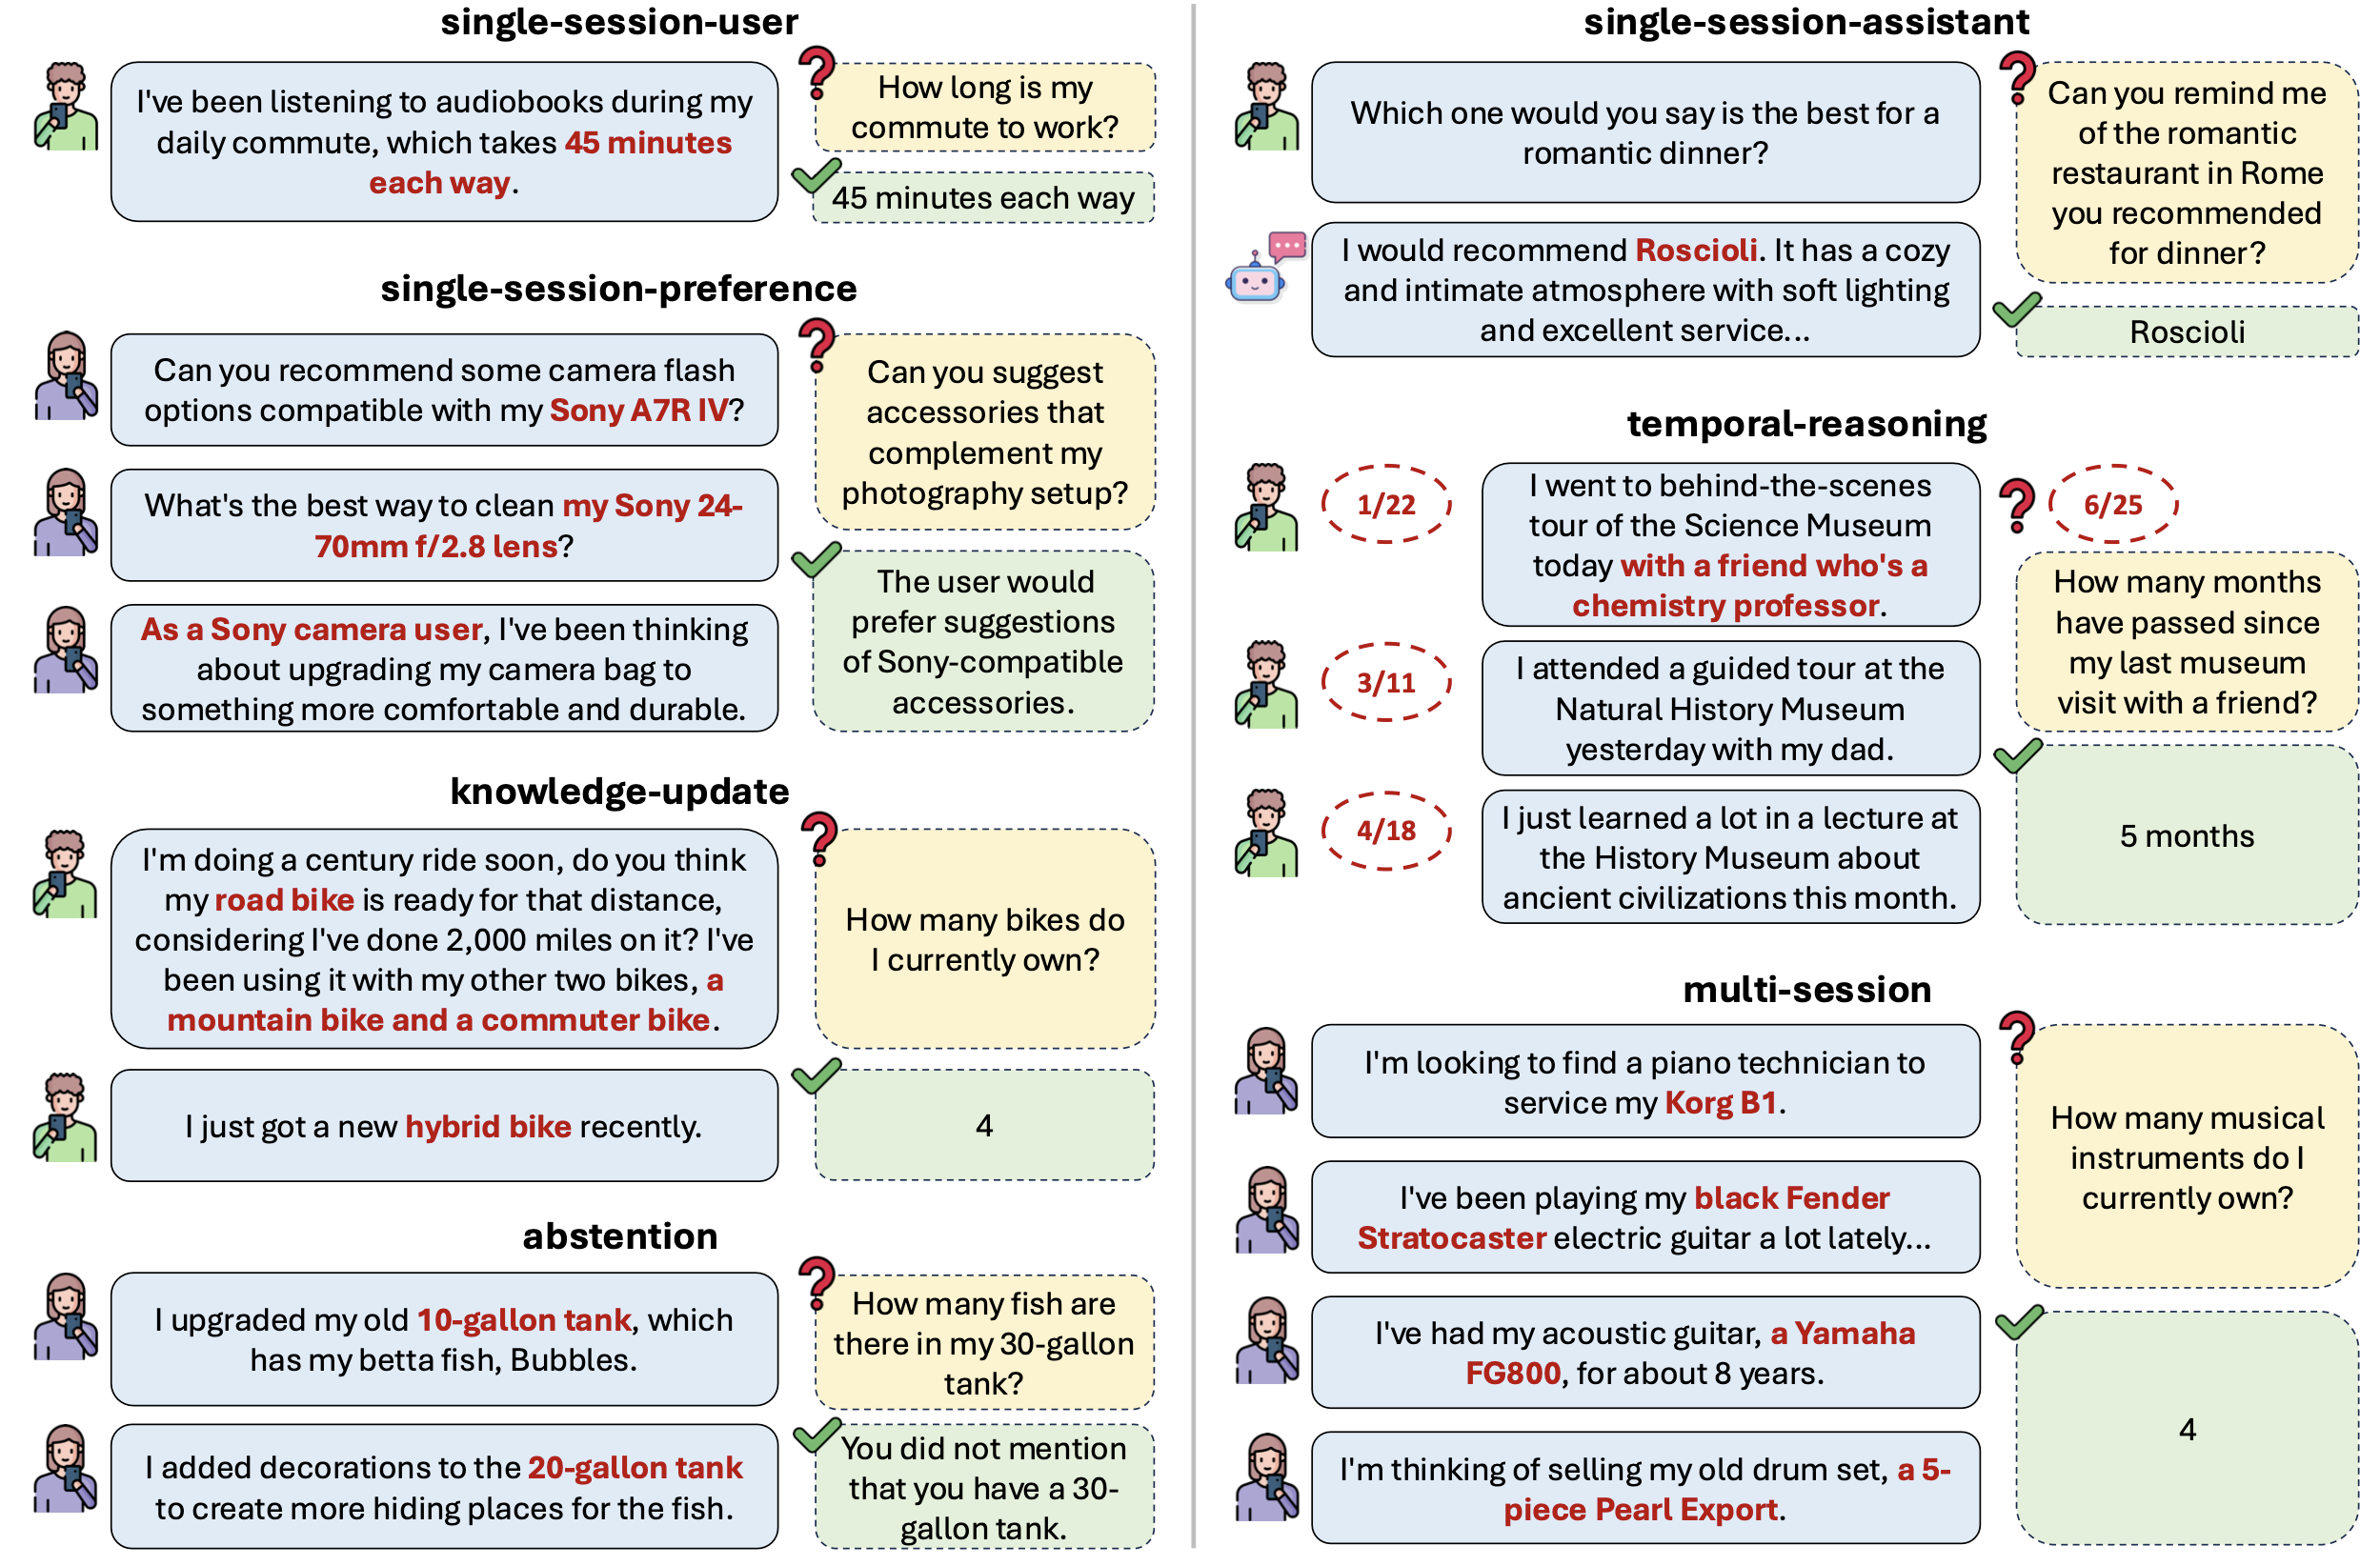 single-session-user
I've been listening to audiobooks during my
daily commute, which takes 45 minutes
each way.
How long is my
commute to work?
45 minutes each way
single-session-preference
Can you recommend some camera flash
options compatible with my Sony A7R IV?
What's the best way to clean my Sony 24-
70mm f/2.8 lens?
As a Sony camera user, I've been thinking
about upgrading my camera bag to
something more comfortable and durable.
Can you suggest
accessories that
complement my
photography setup?
The user would
prefer suggestions
of Sony-compatible
accessories.
knowledge-update
I'm doing a century ride soon, do you think
my road bike is ready for that distance,
considering I've done 2,000 miles on it? I've
been using it with my other two bikes, a
mountain bike and a commuter bike.
I just got a new hybrid bike recently.
How many bikes do
I currently own?
4
abstention
I upgraded my old 10-gallon tank, which
has my betta fish, Bubbles.
I added decorations to the 20-gallon tank
to create more hiding places for the fish.
How many fish are
there in my 30-gallon
tank?
You did not mention
that you have a 30-
gallon tank.
single-session-assistant
Which one would you say is the best for a
romantic dinner?
I would recommend Roscioli. It has a cozy
and intimate atmosphere with soft lighting
and excellent service...
Can you remind me
of the romantic
restaurant in Rome
you recommended
for dinner?
Roscioli
temporal-reasoning
1/22
I went to behind-the-scenes
tour of the Science Museum
today with a friend who's a
chemistry professor.
3/11
I attended a guided tour at the
Natural History Museum
yesterday with my dad.
4/18
I just learned a lot in a lecture at
the History Museum about
ancient civilizations this month.
6/25
How many months
have passed since
my last museum
visit with a friend?
5 months
multi-session
I'm looking to find a piano technician to
service my Korg B1.
I've been playing my black Fender
Stratocaster electric guitar a lot lately...
I've had my acoustic guitar, a Yamaha
FG800, for about 8 years.
I'm thinking of selling my old drum set, a 5-
piece Pearl Export.
How many musical
instruments do I
currently own?
4